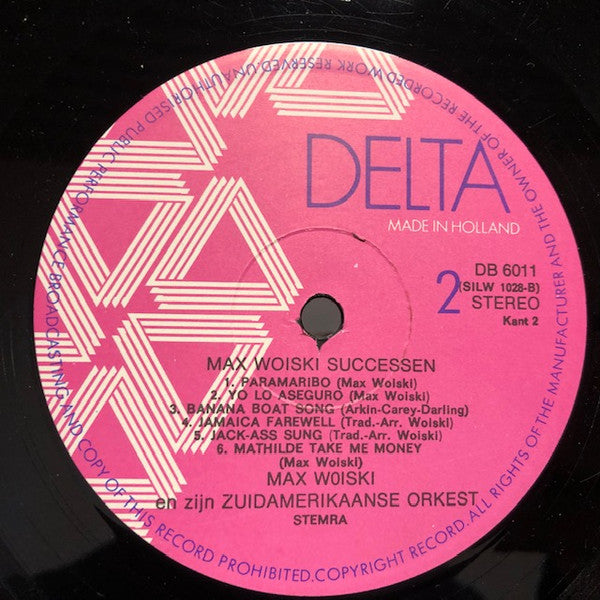 UNAUTHORISED PUBLIC PERFORMANCE BROADCASTING AND COPY OF THIS RECORD PROHIBITED. COPYRIGHT RECORD. ALL RIGHTS OF THE MANUFACTURER AND THE OWNER OF THE RECORDED WORK RESERVED.
DELTA
MADE IN HOLLAND
2
DB 6011
(SILW 1028-B)
STEREO
Kant 2
MAX WOISKI SUCCESSEN
1. PARAMARIBO (Max Woiski)
2. YO LO ASEGURO (Max Woiski)
3. BANANA BOAT SONG (Arkin-Carey-Darling)
4. JAMAICA FAREWELL (Trad.-Arr. Woiski)
5. JACK-ASS SUNG (Trad.-Arr. Woiski)
6. MATHILDE TAKE ME MONEY
(Max Woiski)
MAX W0ISKI
en zijn ZUIDAMERIKAANSE ORKEST
STEMRA